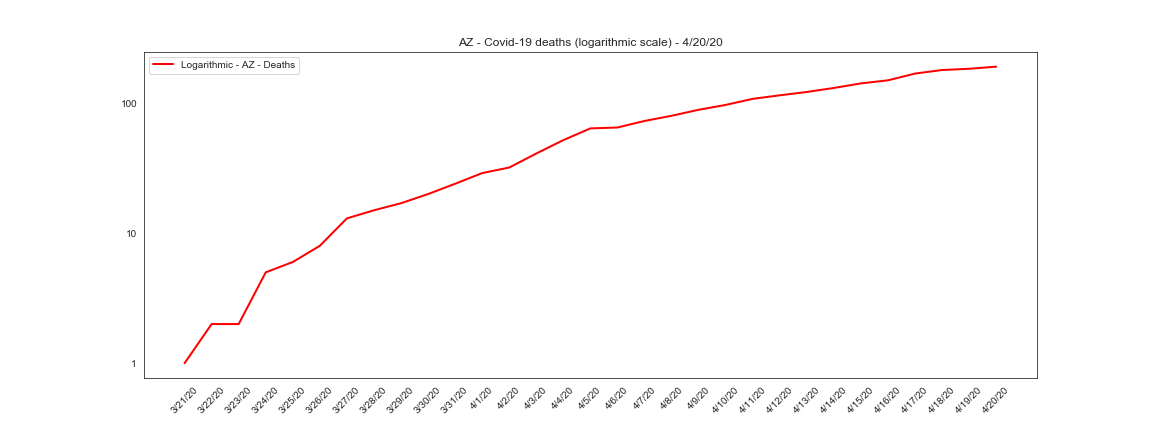 AZ - Covid-19 deaths (logarithmic scale) - 4/20/20
Logarithmic - AZ - Deaths
100
10
1
3/21/20 3/22/20 3/23/20 3/24/20 3/25/20 3/26/20 3/27/20 3/28/20 3/29/20 3/30/20 3/31/20 4/1/20 4/2/20 4/3/20 4/4/20 4/5/20 4/6/20 4/7/20 4/8/20 4/9/20 4/10/20 4/11/20 4/12/20 4/13/20 4/14/20 4/15/20 4/16/20 4/17/20 4/18/20 4/19/20 4/20/20